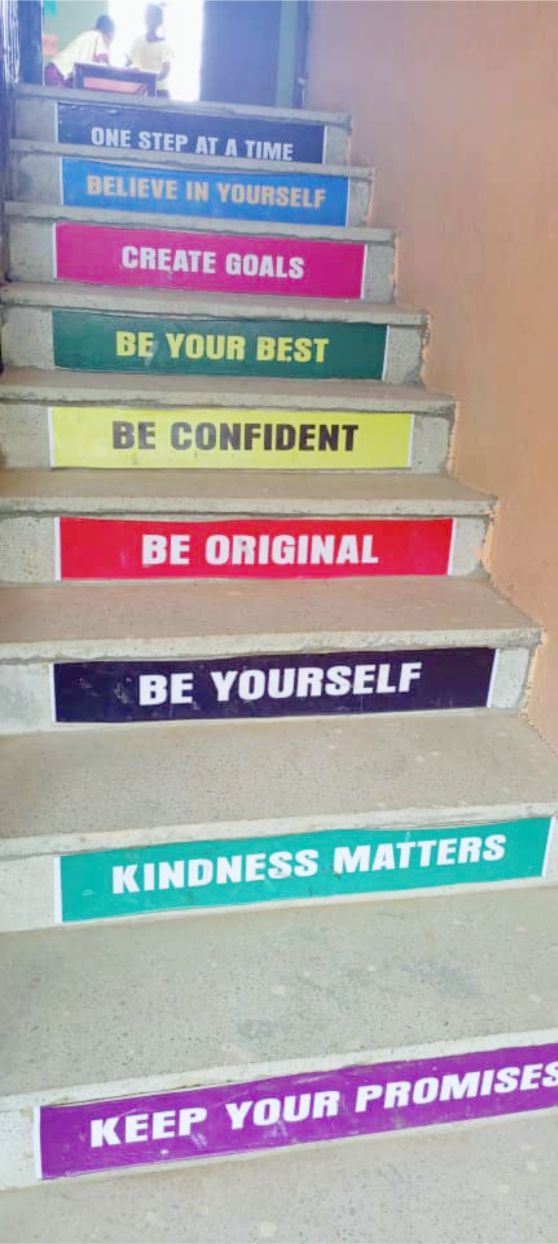 ONE STEP AT A TIME
BELIEVE IN YOURSELF
CREATE GOALS
BE YOUR BEST
BE CONFIDENT
BE ORIGINAL
BE YOURSELF
KINDNESS MATTERS
KEEP YOUR PROMISES